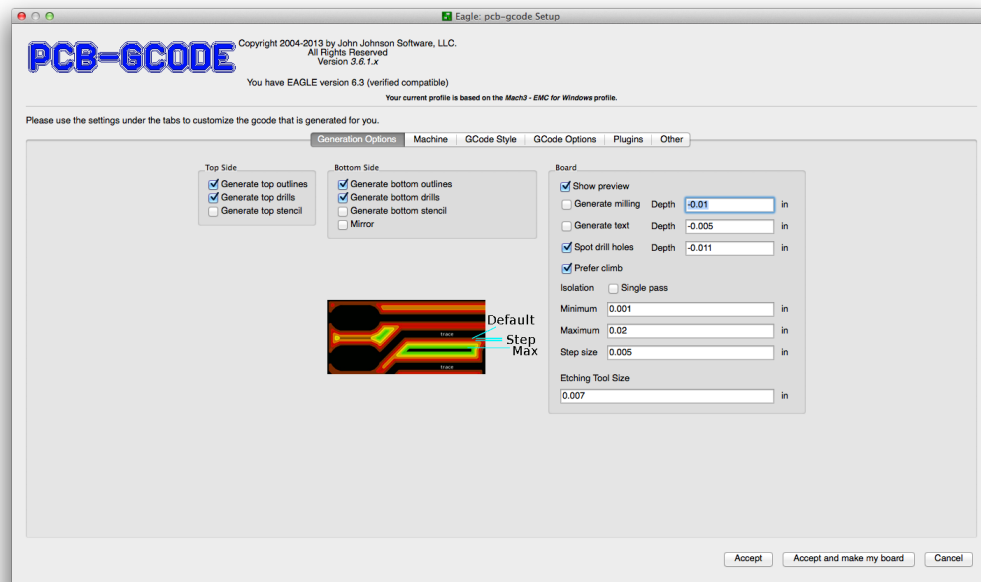 Eagle: pcb-gcode Setup
PCB-GCODE
Copyright 2004-2013 by John Johnson Software, LLC.
All Rights Reserved
Version 3.6.1.x
You have EAGLE version 6.3 (verified compatible)
Your current profile is based on the Mach3 - EMC for Windows profile.
Please use the settings under the tabs to customize the gcode that is generated for you.
Generation Options Machine GCode Style GCode Options Plugins Other
Top Side
Generate top outlines
Generate top drills
Generate top stencil
Bottom Side
Generate bottom outlines
Generate bottom drills
Generate bottom stencil
Mirror
Default
trace
Step
Max
trace
Board
Show preview
Generate milling Depth -0.01 in
Generate text Depth -0.005 in
Spot drill holes Depth -0.011 in
Prefer climb
Isolation Single pass
Minimum 0.001 in
Maximum 0.02 in
Step size 0.005 in
Etching Tool Size
0.007 in
Accept Accept and make my board Cancel